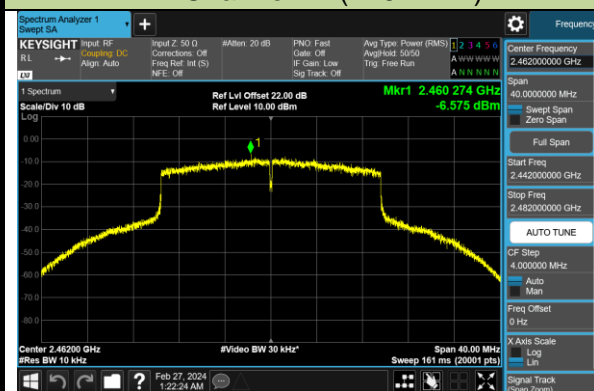 Spectrum Analyzer 1
Swept SA
Frequency
KEYSIGHT
RL
Input: RF
Coupling: DC
Align: Auto
Input Z: 50 Ω
Corrections: Off
Freq Ref: Int (S)
NFE: Off
#Atten: 20 dB
PNO: Fast
Gate: Off
IF Gain: Low
Sig Track: Off
Avg Type: Power (RMS)
Avg|Hold: 50/50
Trig: Free Run
1 2 3 4 5 6
A W W W W W
A N N N N N
LXI
1 Spectrum
Scale/Div 10 dB
Log
Ref Lvl Offset 22.00 dB
Ref Level 10.00 dBm
Mkr1 2.460 274 GHz
-6.575 dBm
1
0.00
-10.0
-20.0
-30.0
-40.0
-50.0
-60.0
-70.0
-80.0
Center 2.46200 GHz
#Res BW 10 kHz
#Video BW 30 kHz*
Span 40.00 MHz
Sweep 161 ms (20001 pts)
Center Frequency
2.462000000 GHz
Span
40.0000000 MHz
Swept Span
Zero Span
Full Span
Start Freq
2.442000000 GHz
Stop Freq
2.482000000 GHz
AUTO TUNE
CF Step
4.000000 MHz
Auto
Man
Freq Offset
0 Hz
X Axis Scale
Log
Lin
Signal Track
(Span Zoom)
Feb 27, 2024
1:22:24 AM